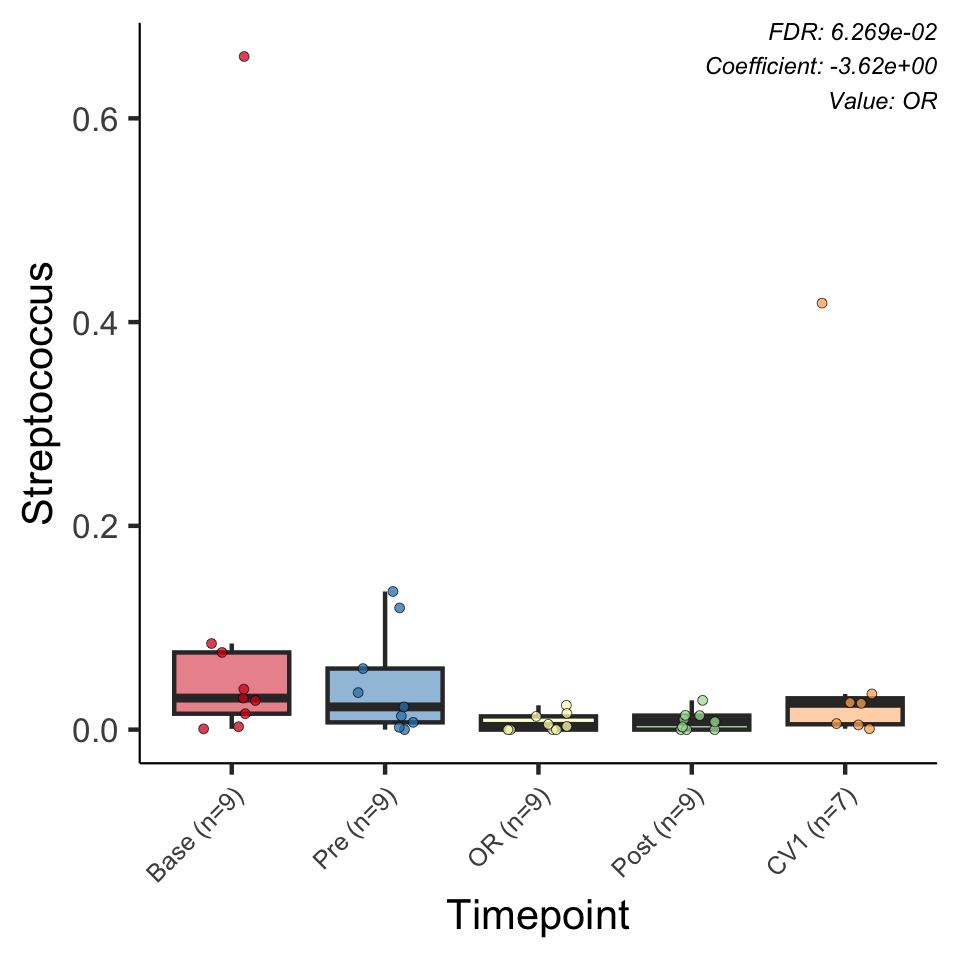 FDR: 6.269e-02
Coefficient: -3.62e+00
Value: OR
Streptococcus
0.6
0.4
0.2
0.0
Base (n=9)
Pre (n=9)
OR (n=9)
Post (n=9)
CV1 (n=7)
Timepoint